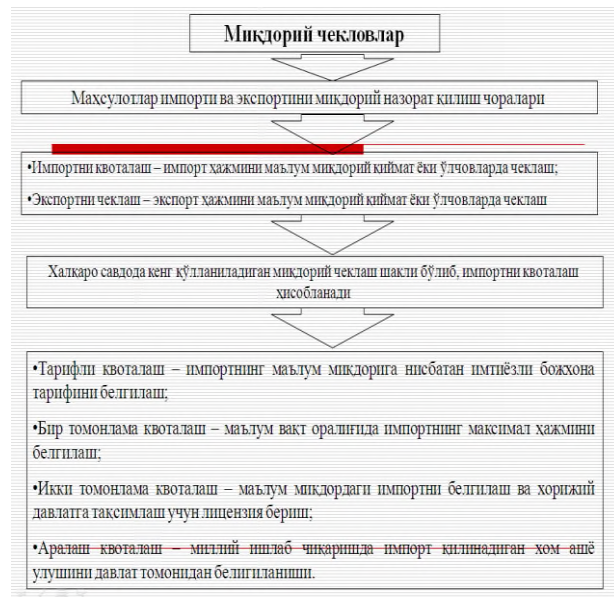 Миқдорий чекловлар
Маҳсулотлар импорти ва экспортини миқдорий назорат қилиш чоралари
•Импортни квоталаш – импорт ҳажмини маълум миқдорий қиймат ёки ўлчовларда чеклаш;
•Экспортни чеклаш – экспорт ҳажмини маълум миқдорий қиймат ёки ўлчовларда чеклаш
Халқаро савдода кенг қўлланиладиган миқдорий чеклаш шакли бўлиб, импортни квоталаш
ҳисобланади
•Тарифли квоталаш – импортнинг маълум миқдорига нисбатан имтиёзли божхона
тарифини белгилаш;
•Бир томонлама квоталаш – маълум вақт оралиғида импортнинг максимал ҳажмини
белгилаш;
•Икки томонлама квоталаш – маълум миқдордаги импортни белгилаш ва хорижий
давлатга тақсимлаш учун лицензия бериш;
•Аралаш квоталаш – миллий ишлаб чиқаришда импорт қилинадиган хом ашё
улушини давлат томонидан белигиланиши.